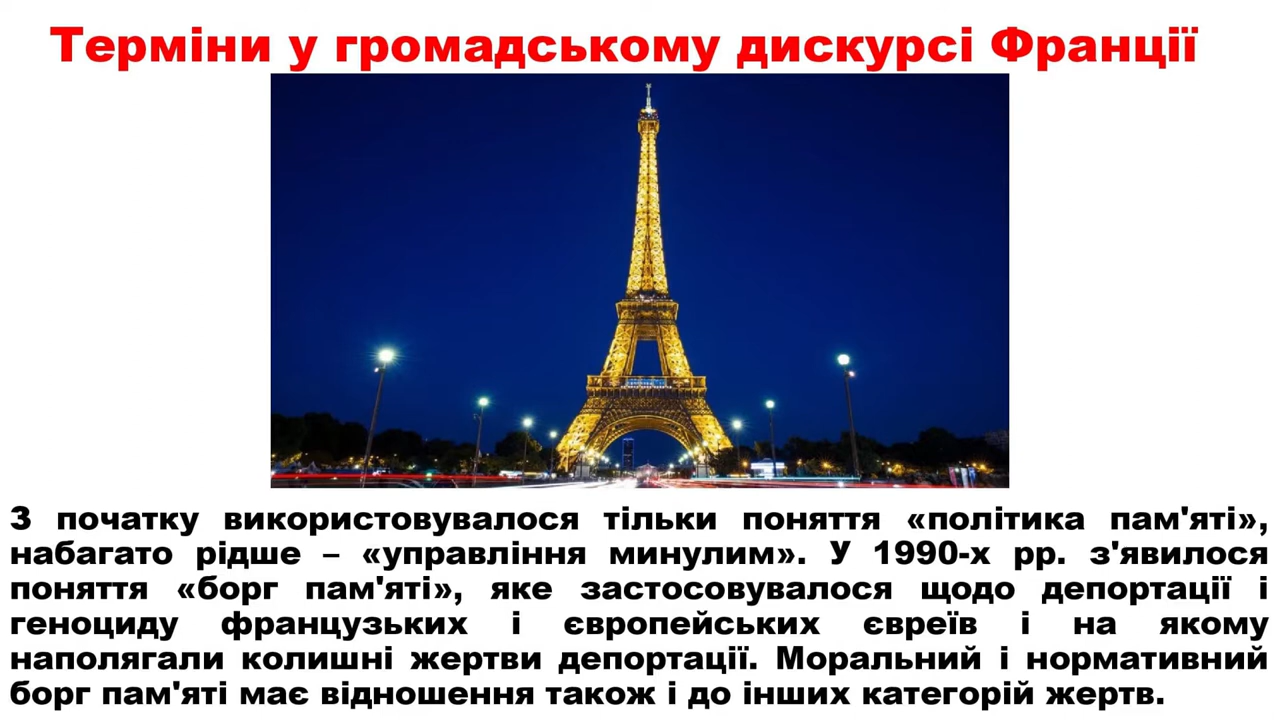 Терміни у громадському дискурсі Франції
З початку використовувалося тільки поняття «політика пам'яті»,
набагато рідше – «управління минулим». У 1990-х рр. з'явилося
поняття «борг пам'яті», яке застосовувалося щодо депортації і
геноциду французьких і європейських євреїв і на якому
наполягали колишні жертви депортації. Моральний і нормативний
борг пам'яті має відношення також і до інших категорій жертв.